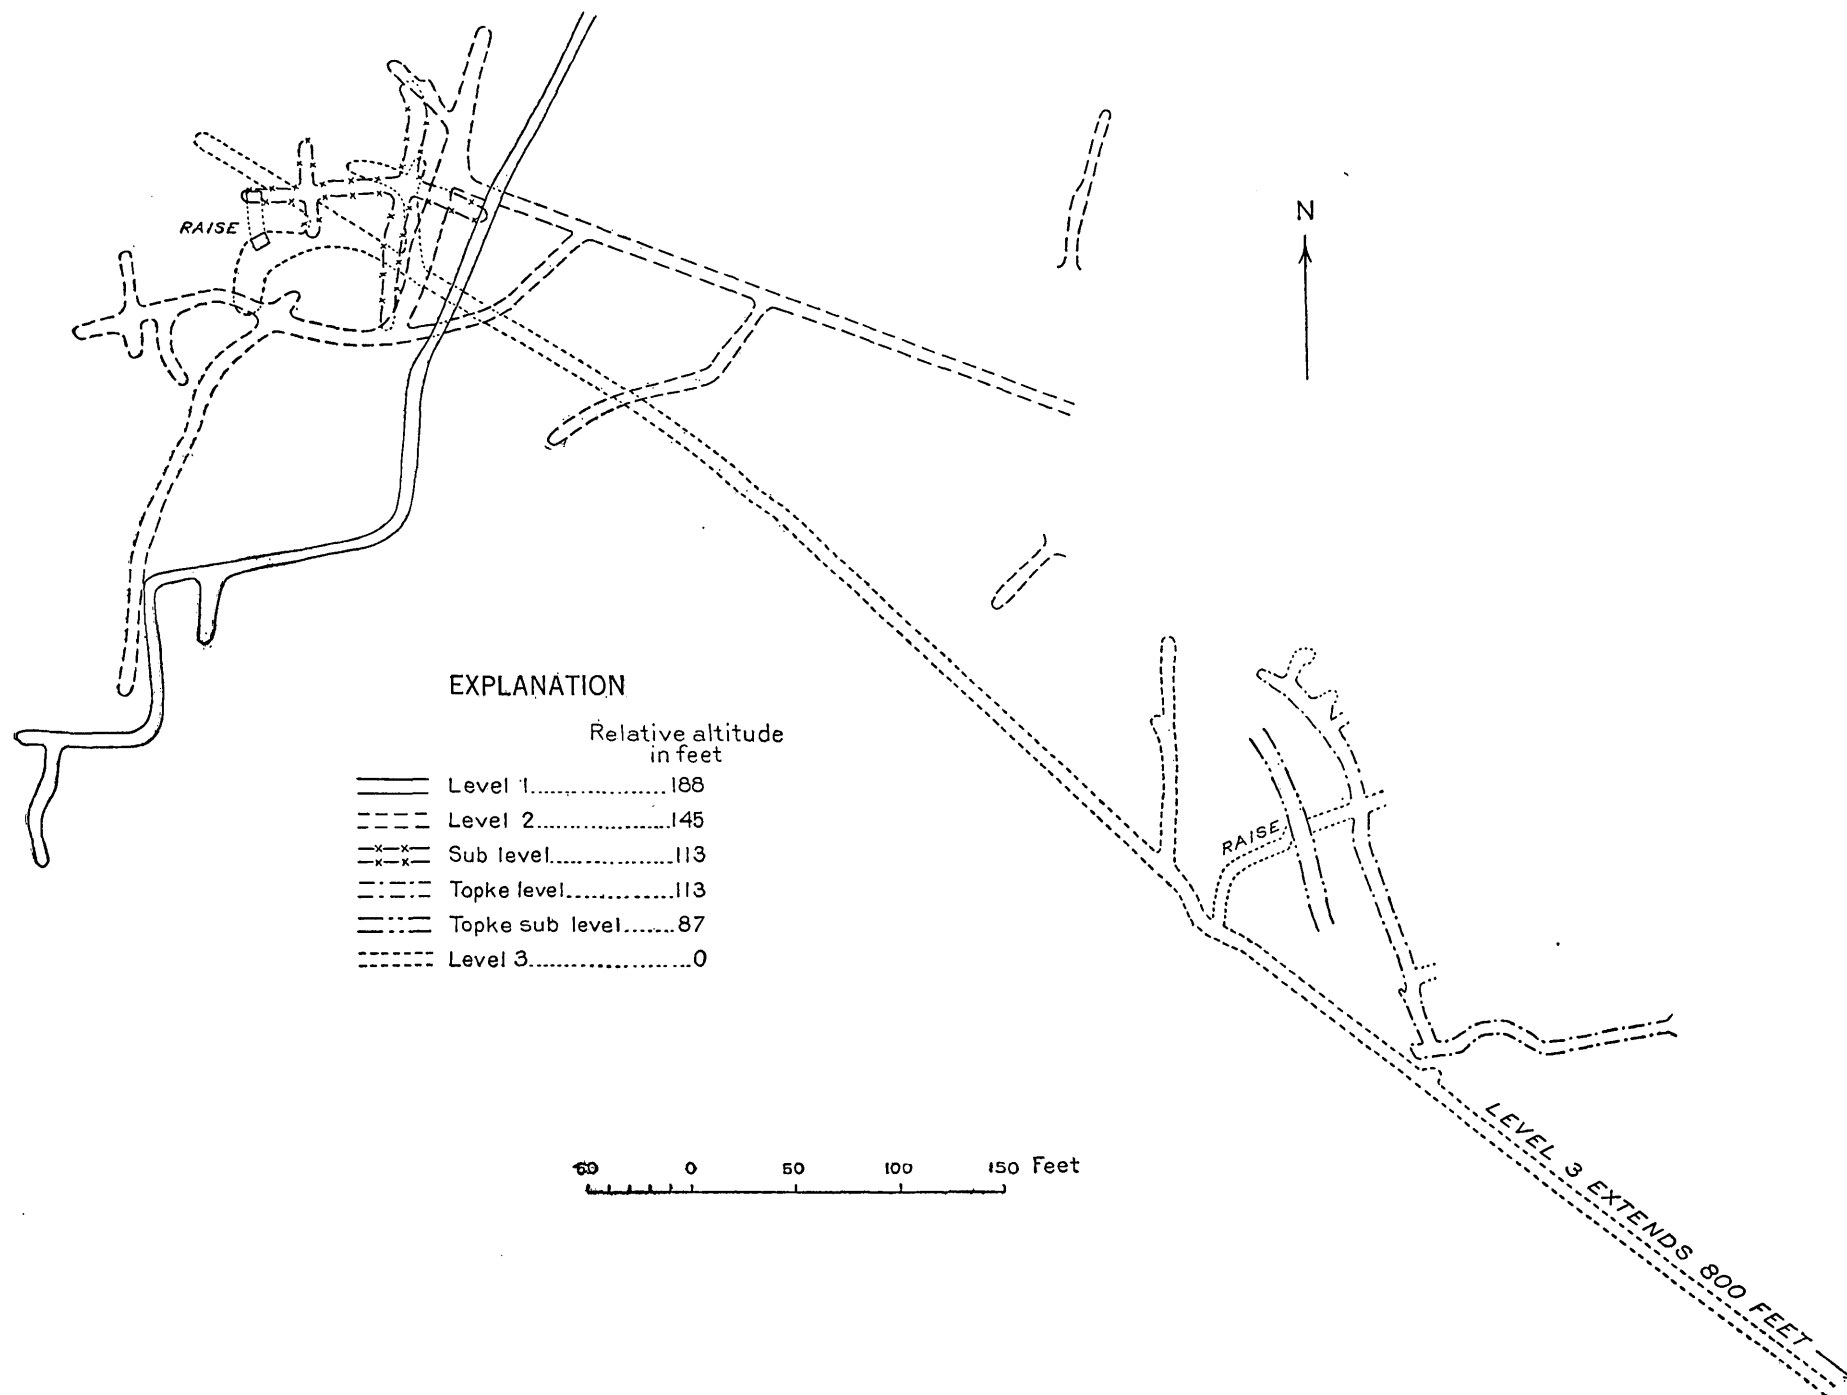 N
RAISE
EXPLANATION
Relative altitude
in feet
Level 1....................188
Level 2....................145
Sub level..................113
Topke level................113
Topke sub level.......87
Level 3.......................0
RAISE
50 0 50 100 150 Feet
LEVEL 3 EXTENDS 800 FEET